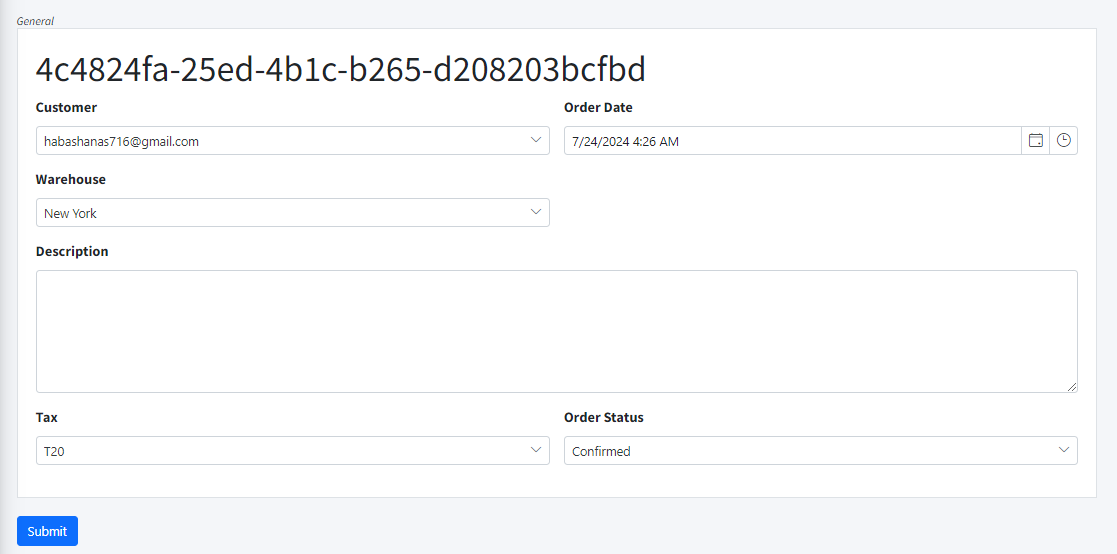 General
4c4824fa-25ed-4b1c-b265-d208203bcfbd
Customer
Order Date
habashanas716@gmail.com
7/24/2024 4:26 AM
Warehouse
New York
Description
Tax
Order Status
T20
Confirmed
Submit